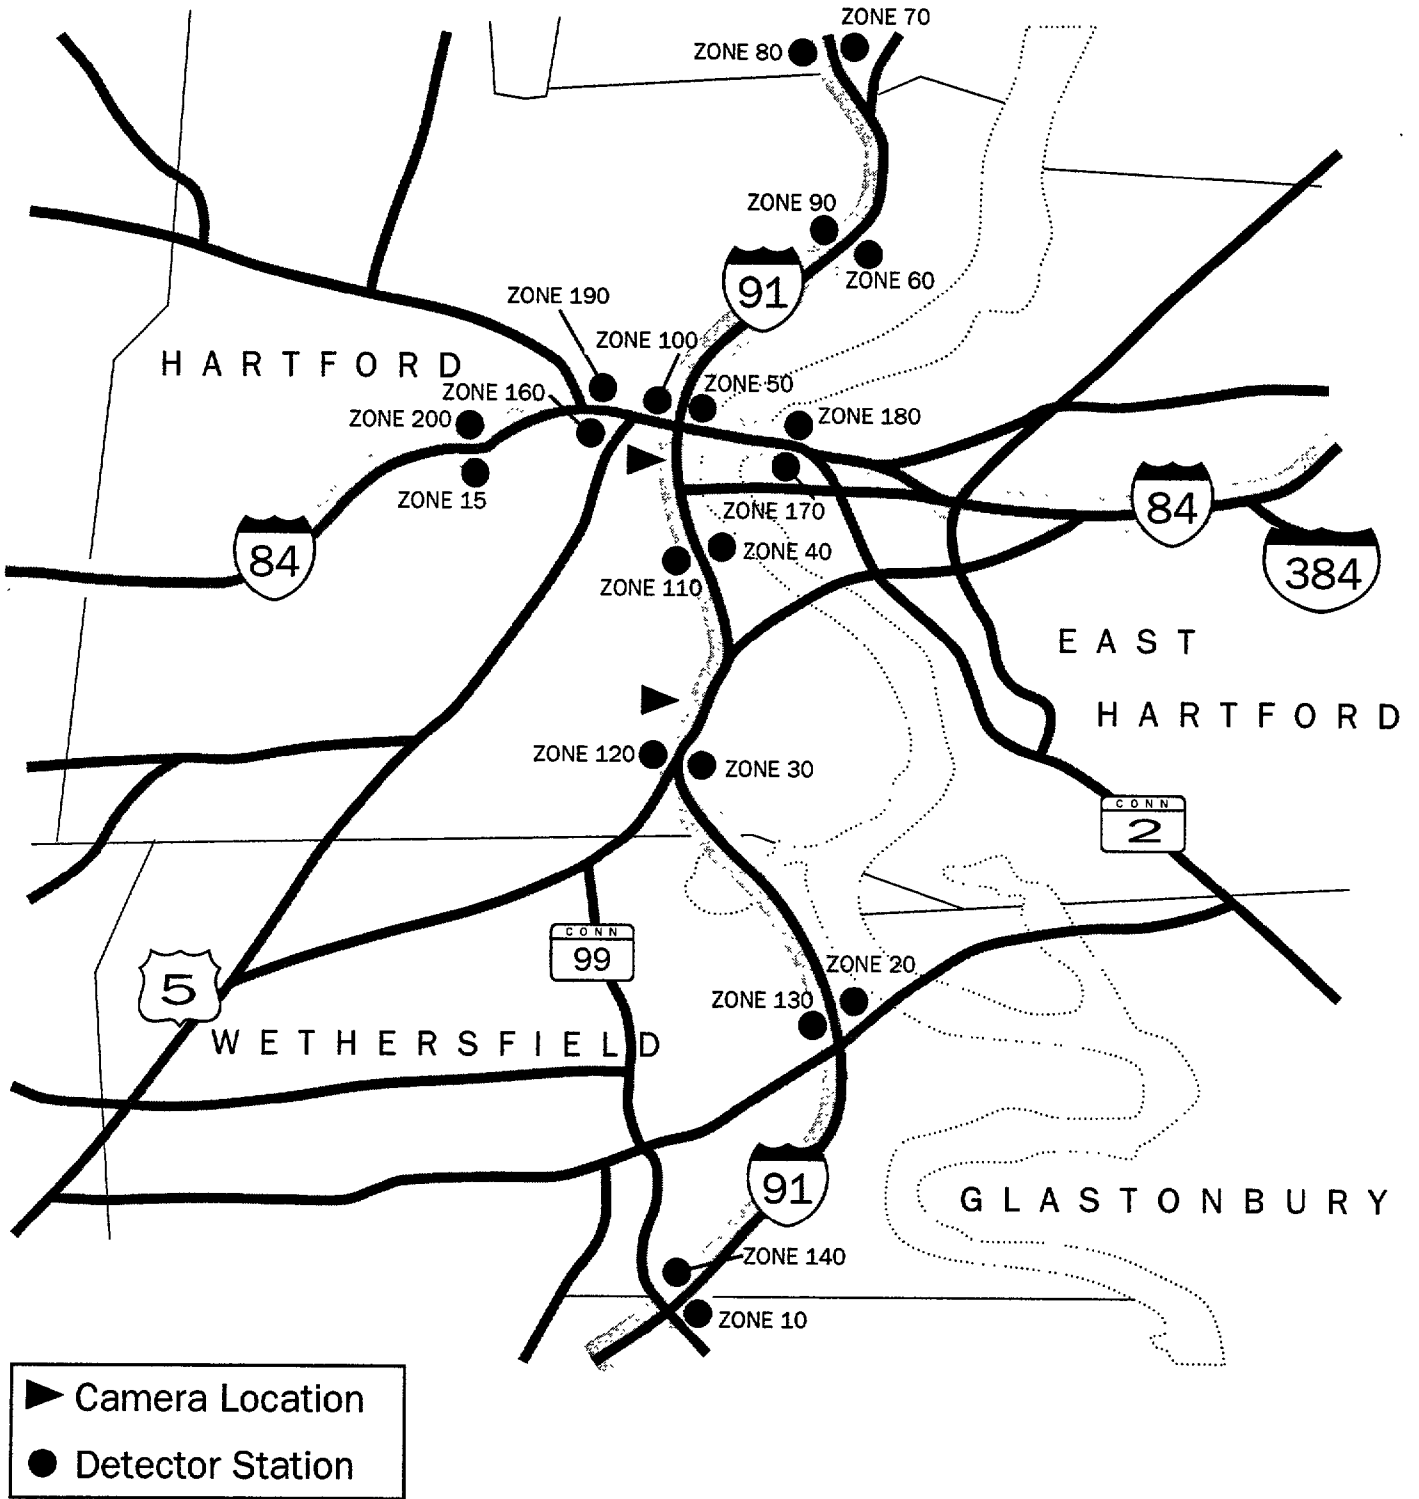 ZONE 70
ZONE 80
ZONE 90
ZONE 60
91
ZONE 190
ZONE 100
HARTFORD
ZONE 160
ZONE 50
ZONE 200
ZONE 180
ZONE 15
ZONE 170
84
84
ZONE 40
ZONE 110
384
EAST
HARTFORD
ZONE 120
ZONE 30
CONN
2
CONN
99
5
ZONE 20
ZONE 130
WETHERSFIELD
91
GLASTONBURY
ZONE 140
ZONE 10
Camera Location
Detector Station